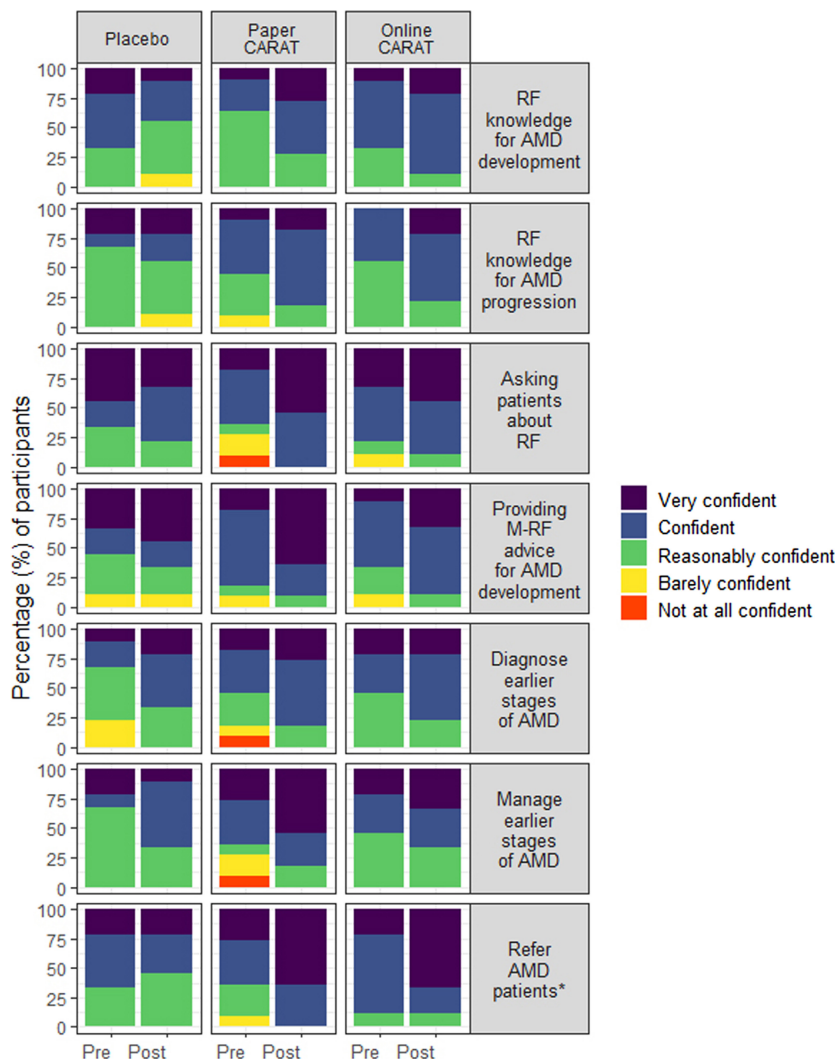 Placebo
Paper
CARAT
Online
CARAT
Percentage (%) of participants
100
75
50
25
0
RF
knowledge
for AMD
development
100
75
50
25
0
RF
knowledge
for AMD
progression
100
75
50
25
0
Asking
patients
about
RF
100
75
50
25
0
Providing
M-RF
advice
for AMD
development
100
75
50
25
0
Diagnose
earlier
stages
of AMD
100
75
50
25
0
Manage
earlier
stages
of AMD
100
75
50
25
0
Refer
AMD
patients*
Pre Post Pre Post Pre Post
Very confident
Confident
Reasonably confident
Barely confident
Not at all confident